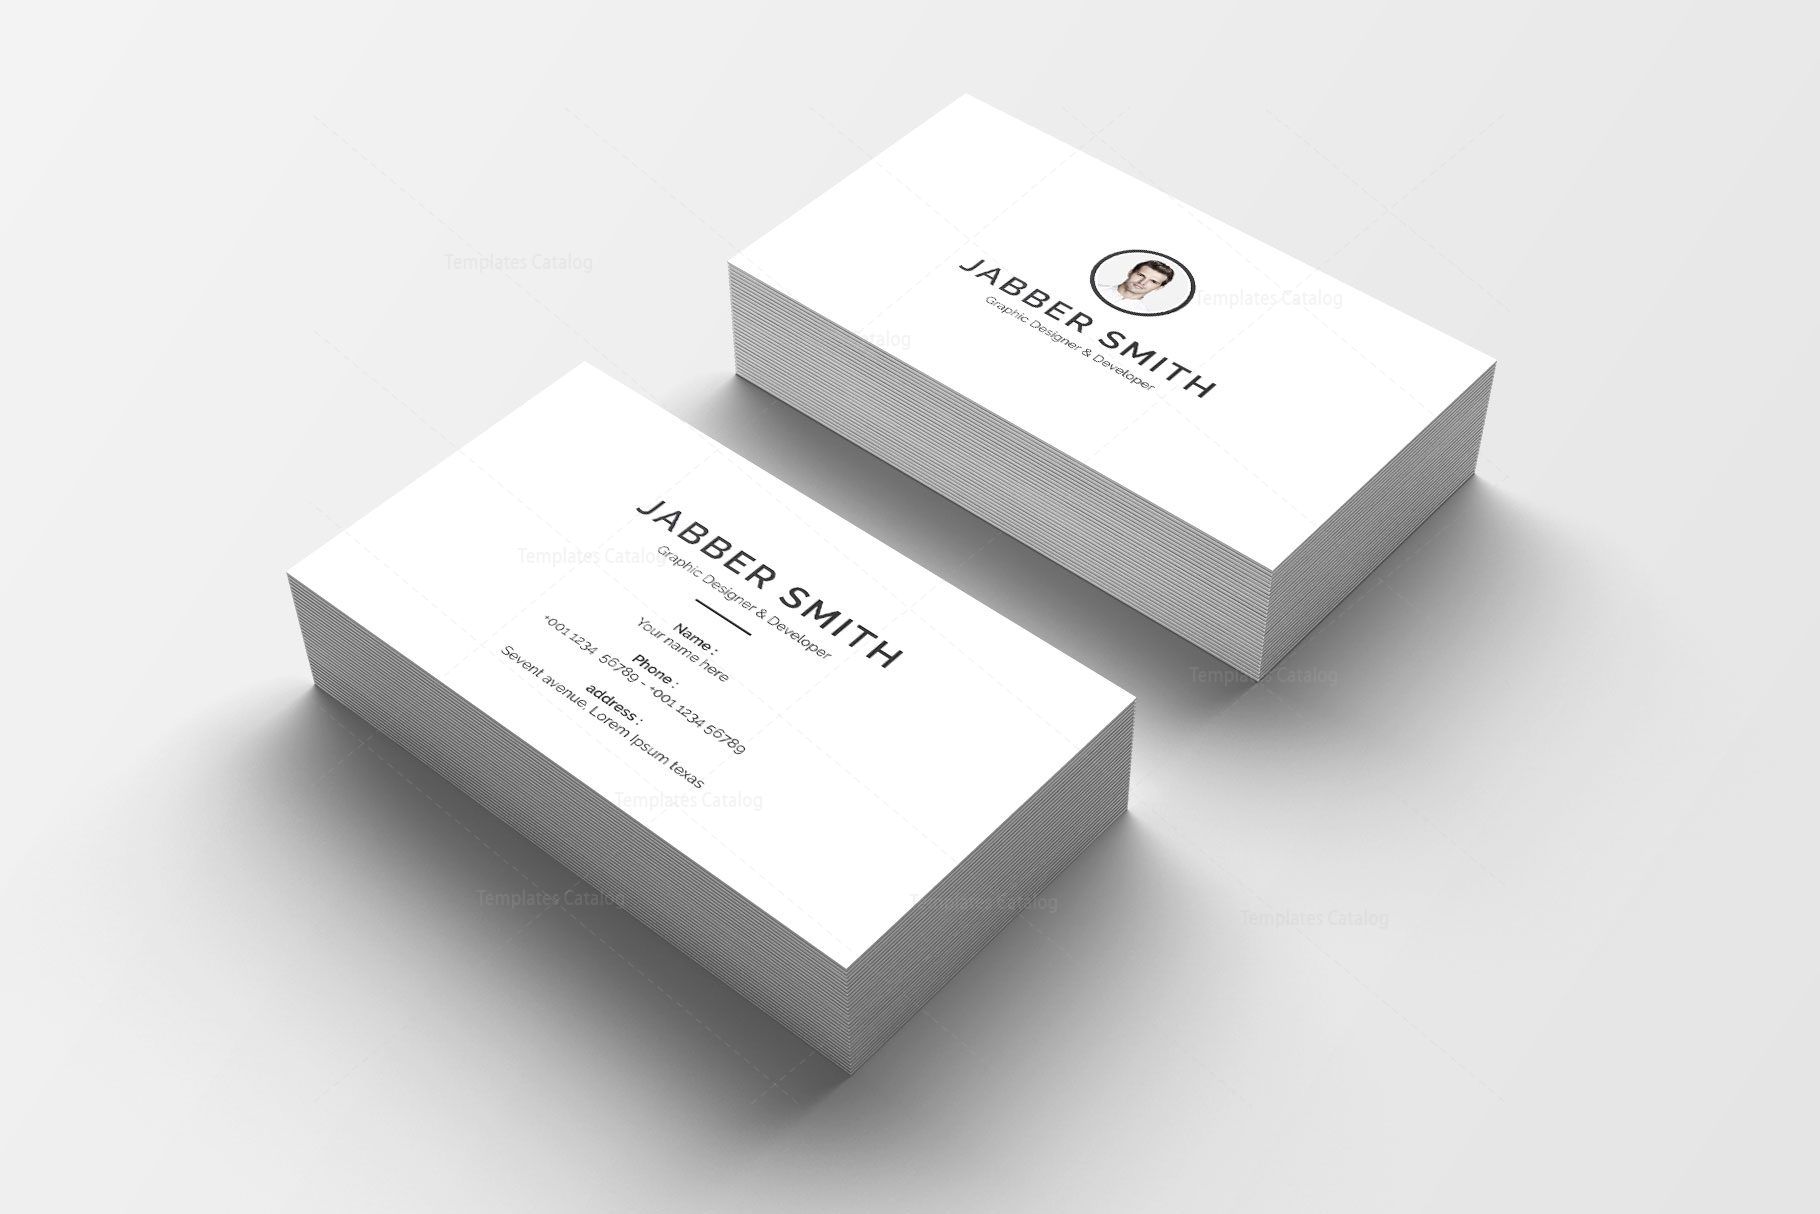 JABBER SMITH
Graphic Designer & Developer
JABBER SMITH
Graphic Designer & Developer
Name :
Your name here
Phone :
+001 1234 56789 - +001 1234 56789
address :
Sevent avenue, Lorem Ipsum texas
Templates Catalog
Templates Catalog
talog
Templates Catalog
Templates Catalog
Templates Catalog
Templates Catalog
Templates Catalog
Templates Catalog